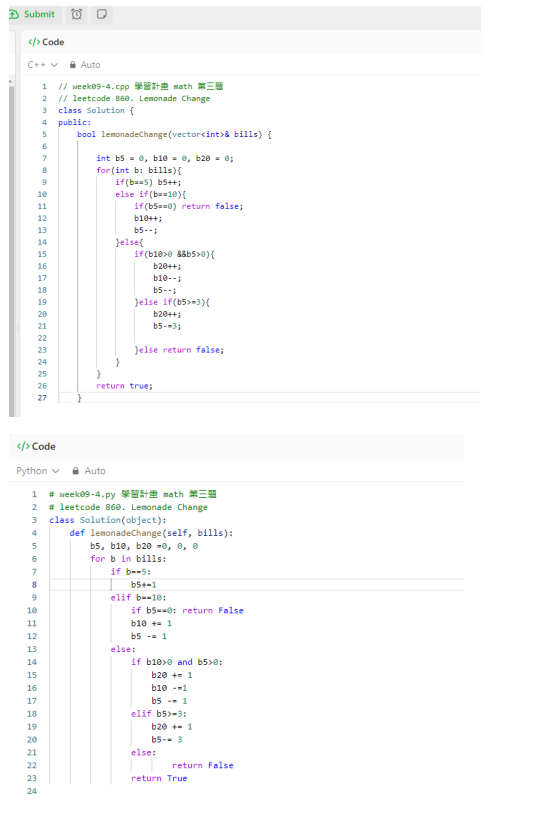 Submit
</> Code
C++ Auto
1 // week09-4.cpp 學習計畫 math 第三題
2 // leetcode 860. Lemonade Change
3 class Solution {
4 public:
5 bool lemonadeChange(vector<int>& bills) {
6
7 int b5 = 0, b10 = 0, b20 = 0;
8 for(int b: bills){
9 if(b==5) b5++;
10 else if(b==10){
11 if(b5==0) return false;
12 b10++;
13 b5--;
14 }else{
15 if(b10>0 &&b5>0){
16 b20++;
17 b10--;
18 b5--;
19 }else if(b5>=3){
20 b20++;
21 b5-=3;
22
23 }else return false;
24 }
25 }
26 return true;
27 }
</> Code
Python Auto
1 # week09-4.py 學習計畫 math 第三題
2 # leetcode 860. Lemonade Change
3 class Solution(object):
4 def lemonadeChange(self, bills):
5 b5, b10, b20 =0, 0, 0
6 for b in bills:
7 if b==5:
8 b5+=1
9 elif b==10:
10 if b5==0: return False
11 b10 += 1
12 b5 -= 1
13 else:
14 if b10>0 and b5>0:
15 b20 += 1
16 b10 -=1
17 b5 -= 1
18 elif b5>=3:
19 b20 += 1
20 b5-= 3
21 else:
22 return False
23 return True
24